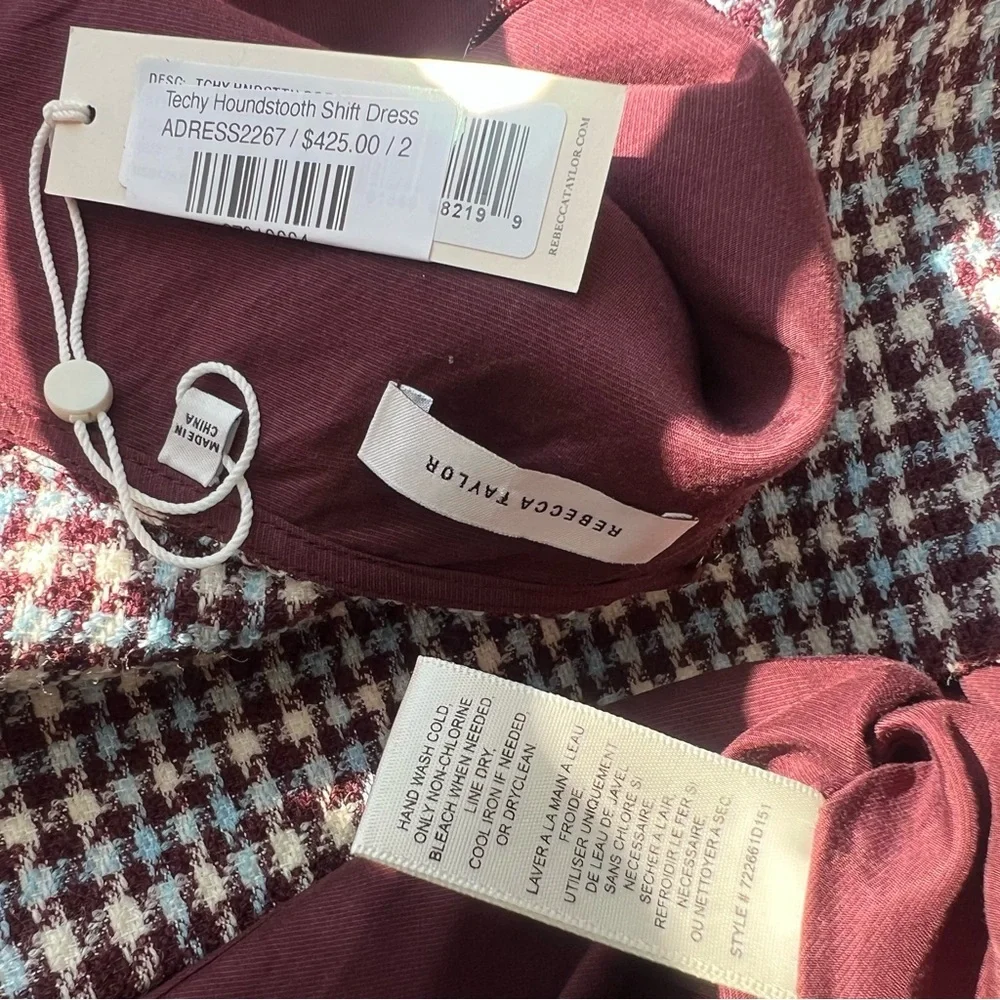 DESC:
Techy Houndstooth Shift Dress
ADRESS2267 / $425.00 / 2
8219 9
REBECCATAYLOR.COM
MADE IN
CHINA
REBECCA TAYLOR
HAND WASH COLD,
ONLY NON-CHLORINE
BLEACH WHEN NEEDED,
LINE DRY,
COOL IRON IF NEEDED
OR DRYCLEAN
LAVER A LA MAIN A LEAU
FROIDE,
UTILISER UNIQUEMENT
DE LEAU DE JAVEL
SANS CHLORE SI
NECESSAIRE,
SECHER A L'AIR,
REFROIDIR LE FER SI
NECESSAIRE,
OU NETTOYER A SEC.
STYLE # 722661D151